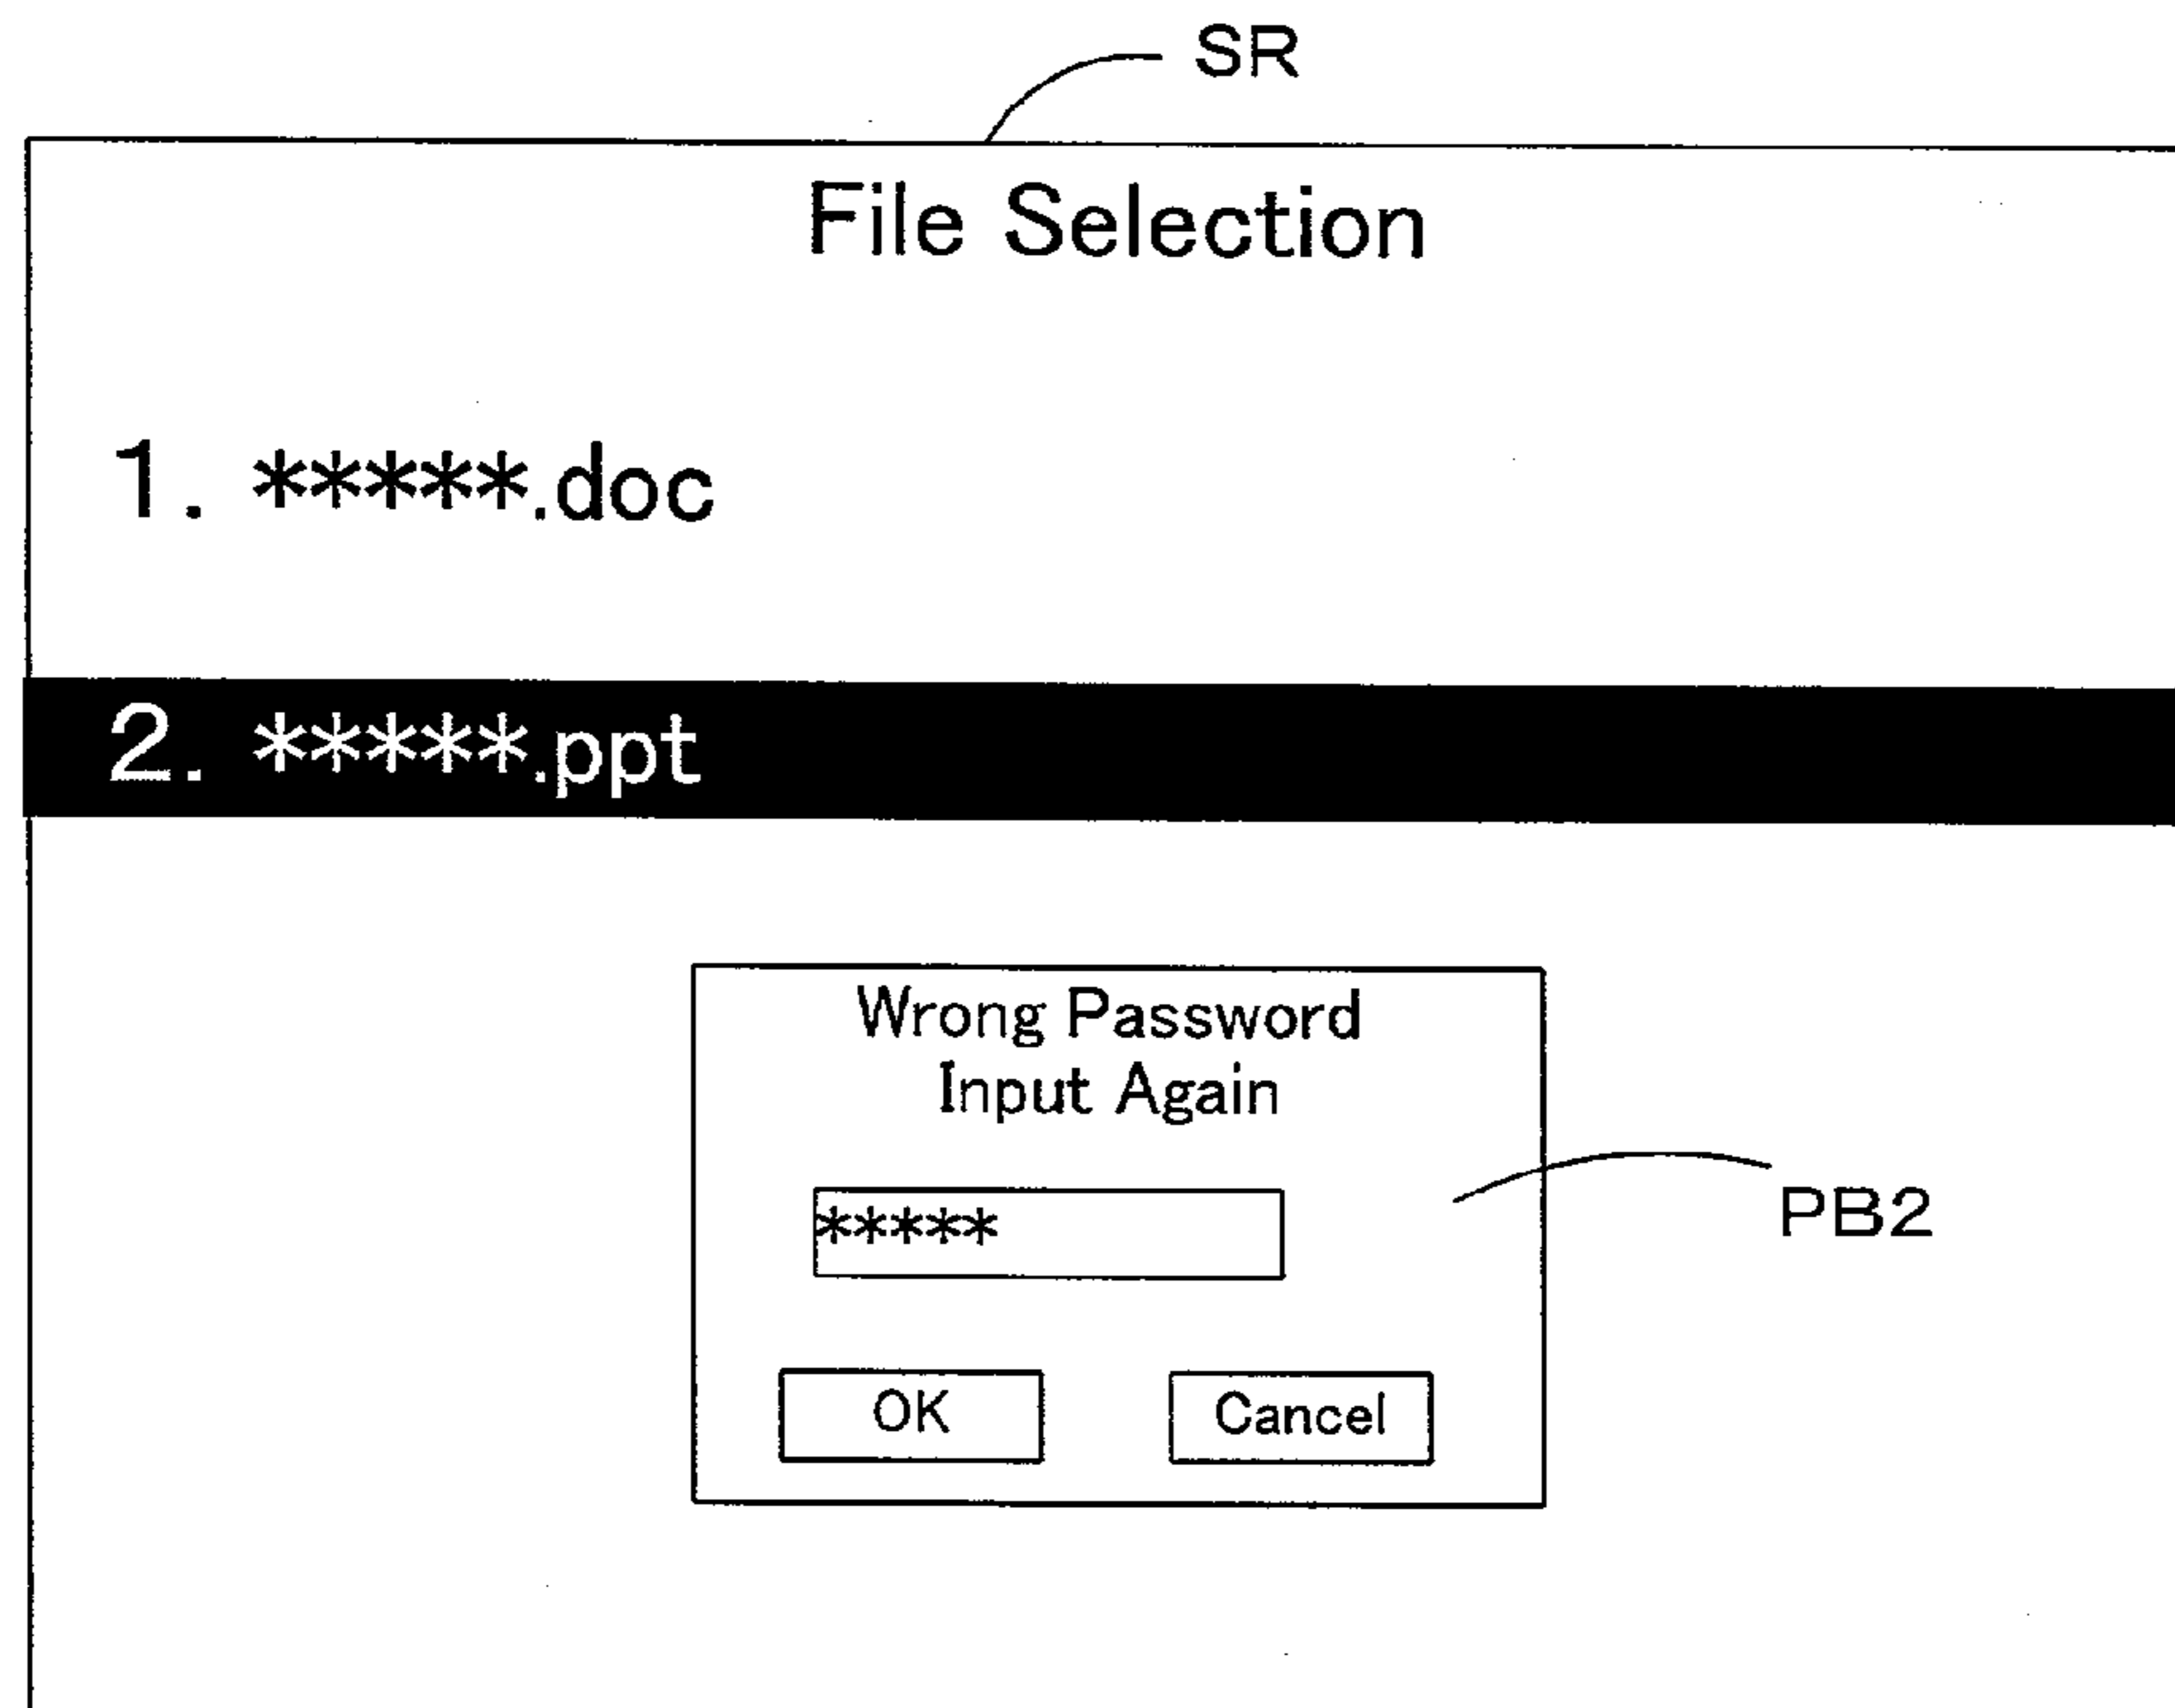 SR
File Selection
1. *****.doc
2. *****.ppt
Wrong Password
Input Again
*****
PB2
OK Cancel